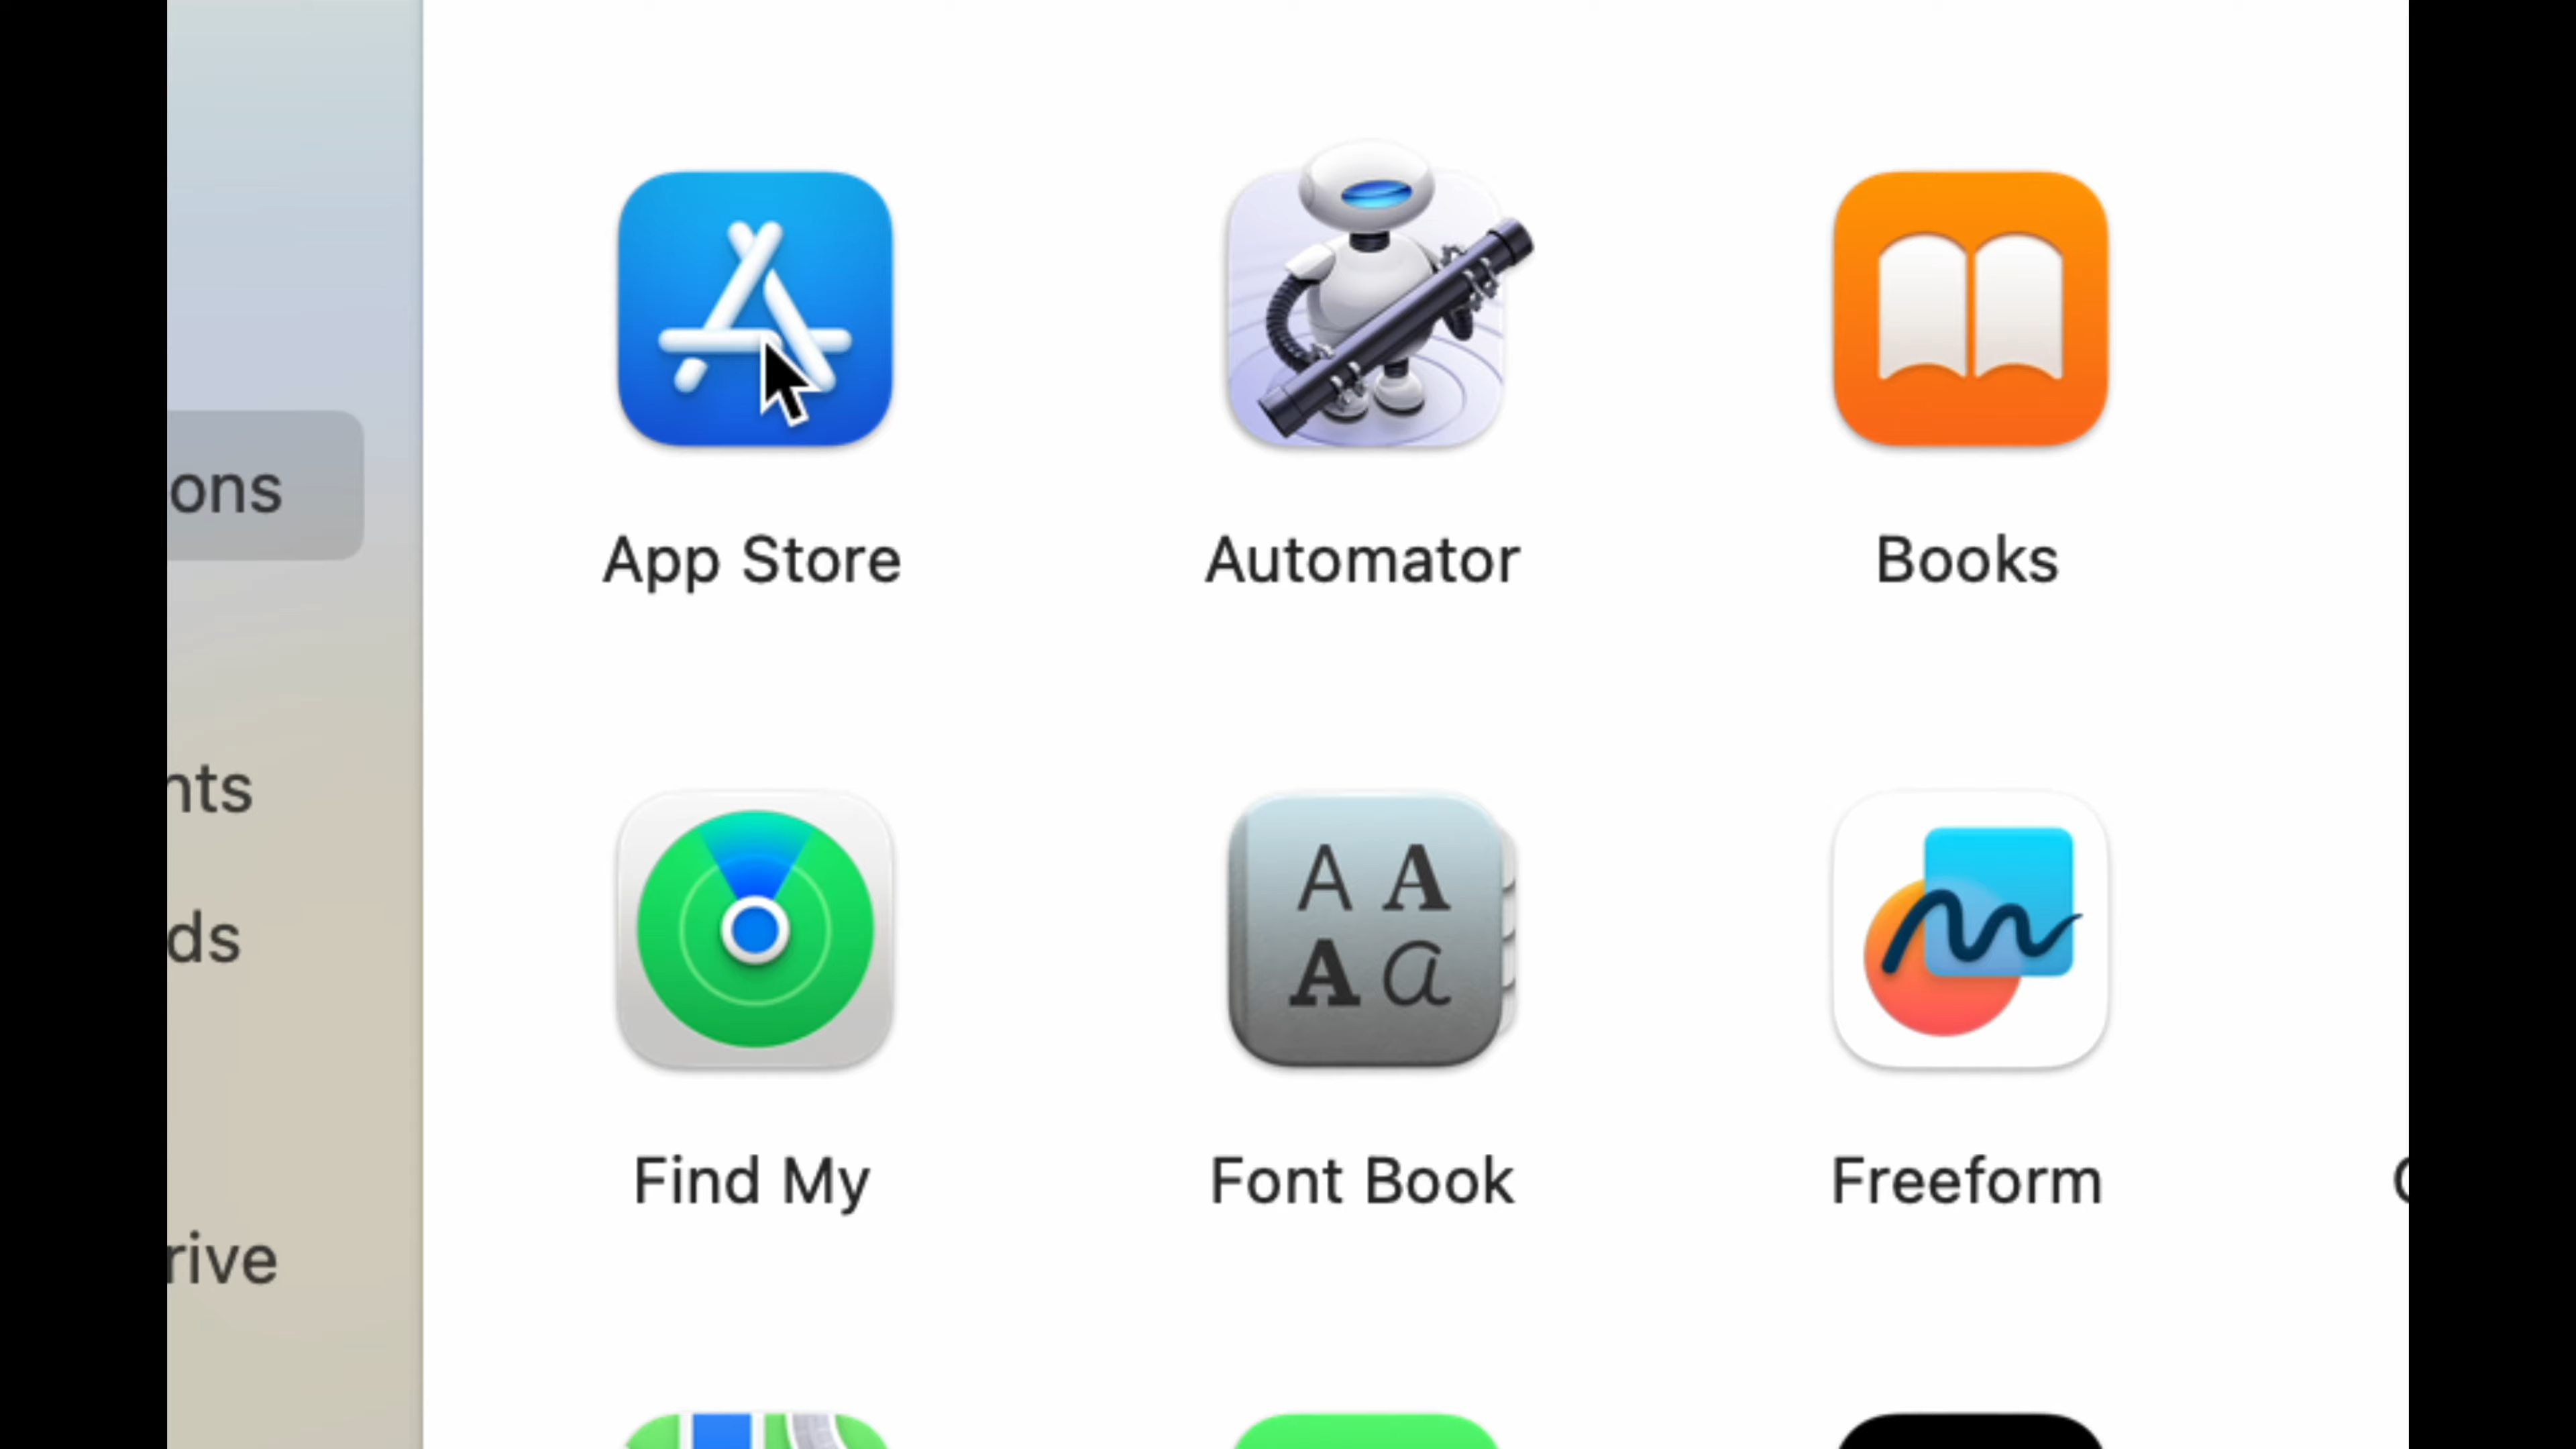 ons
nts
ds
rive
App Store
Automator
Books
A A
A a
Find My
Font Book
Freeform